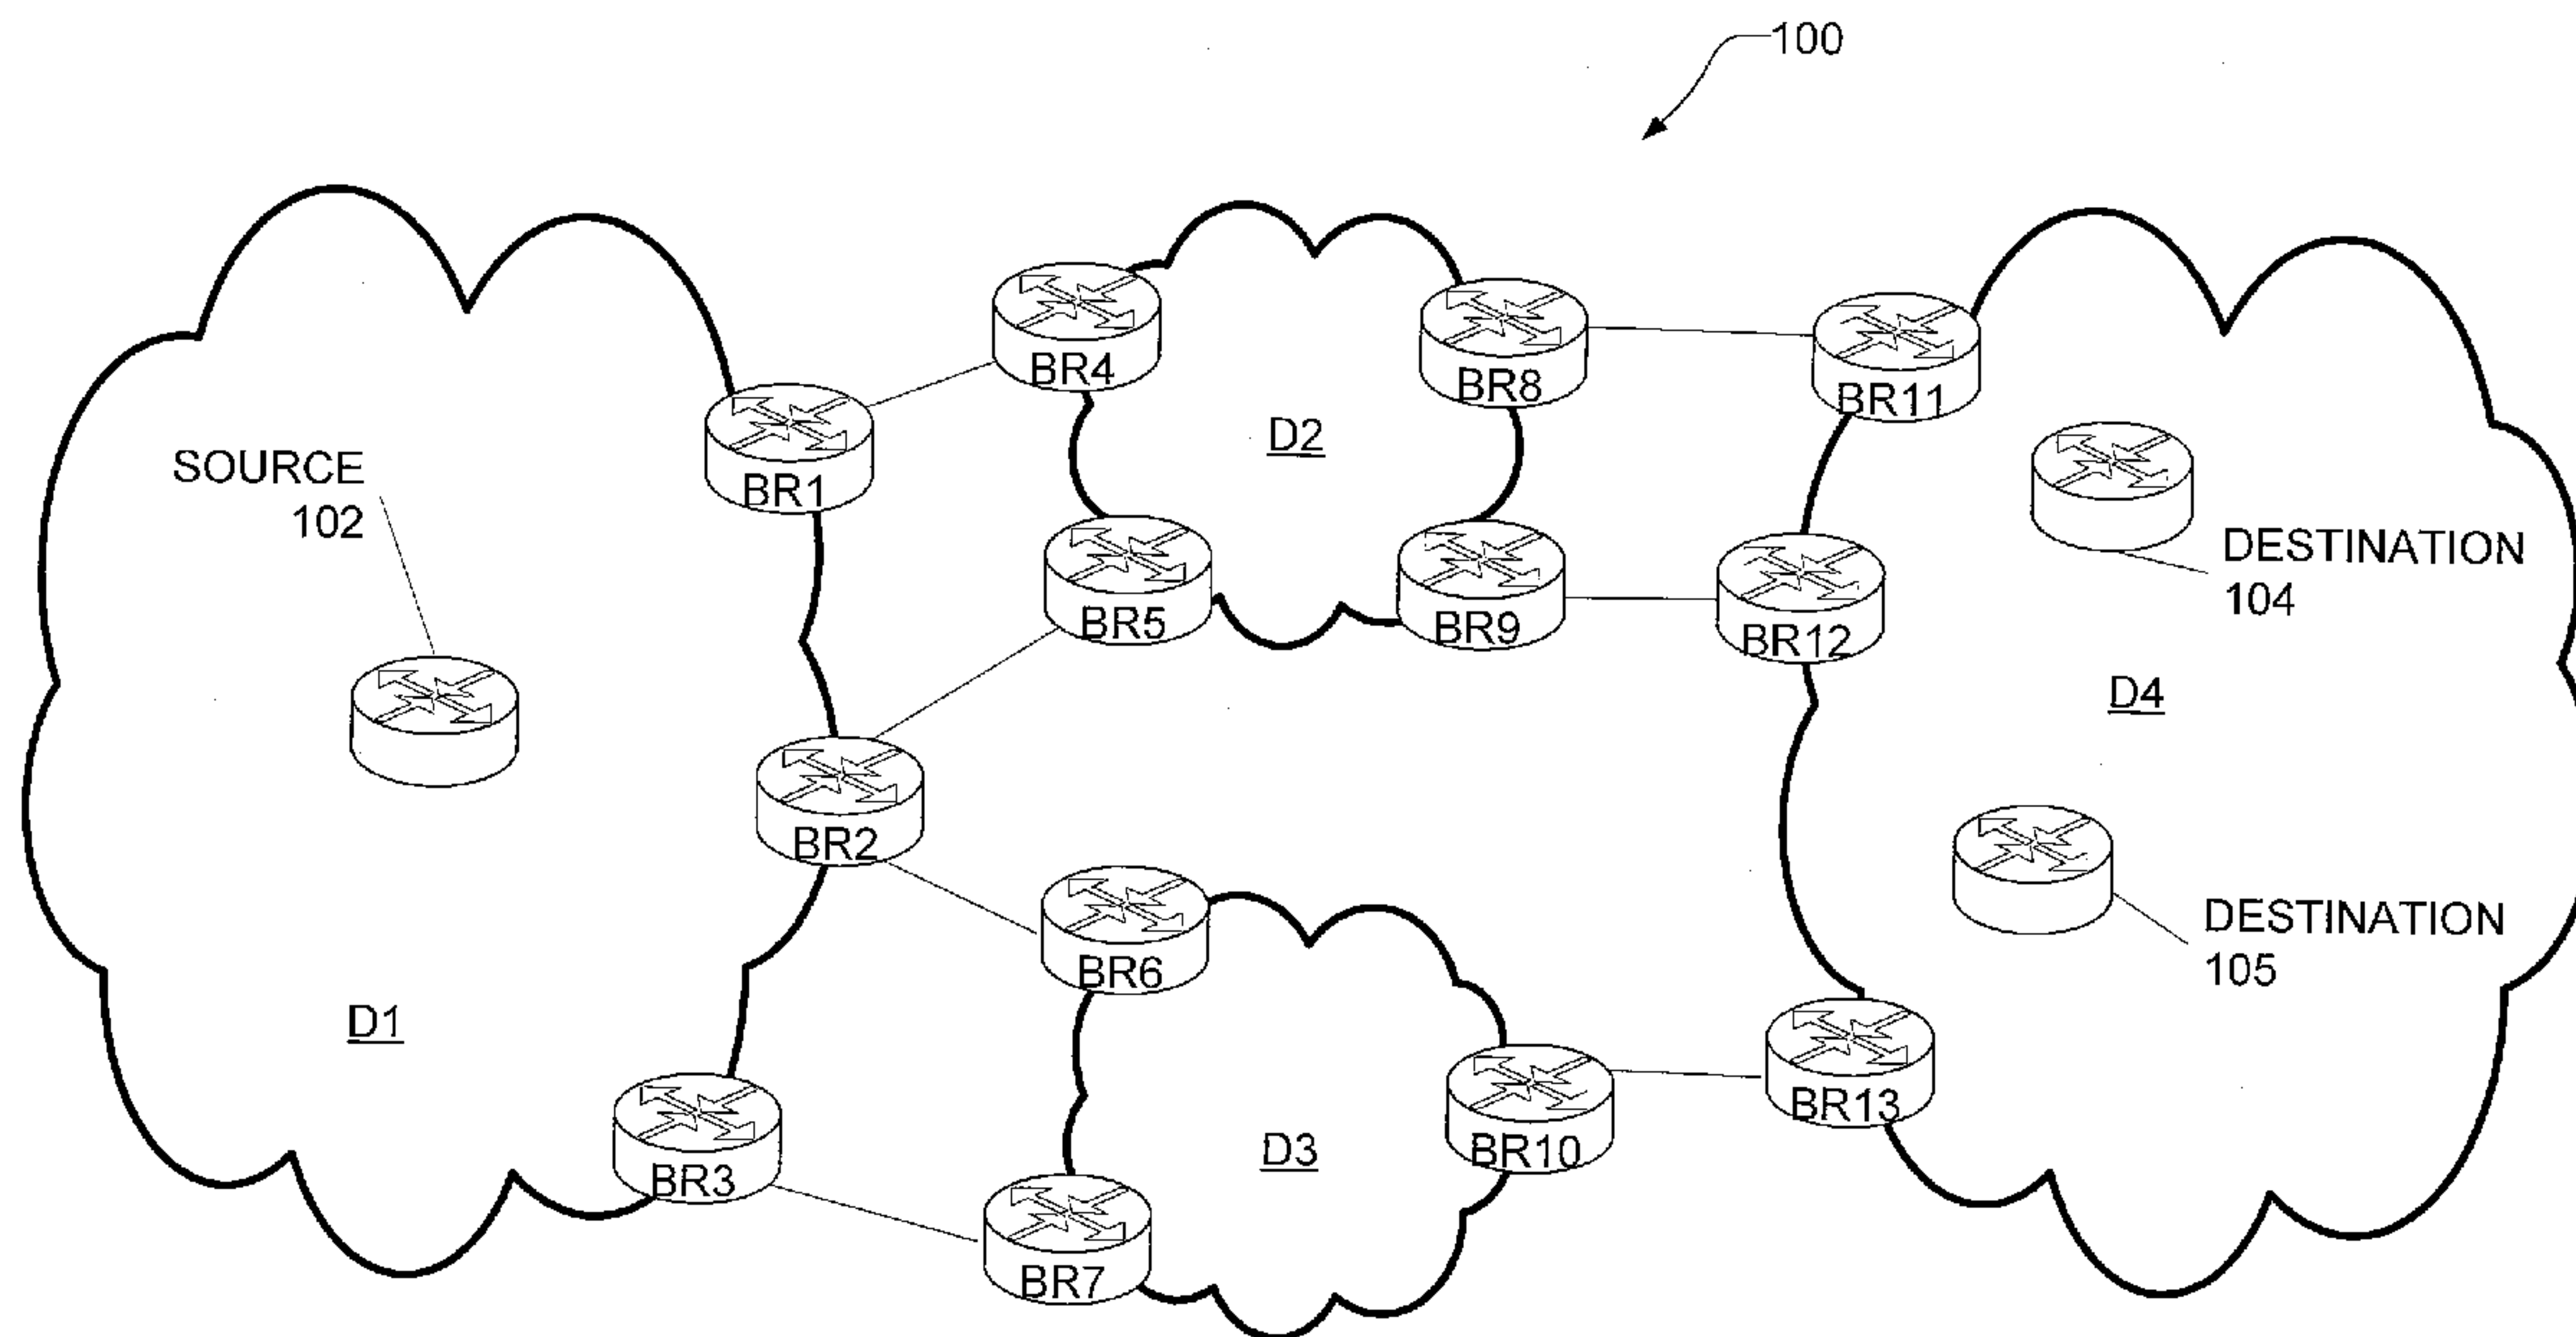 100
BR4
BR8
BR11
D2
SOURCE
102
BR1
DESTINATION
104
BR5
BR9
BR12
D4
BR2
DESTINATION
105
BR6
D1
BR13
BR3
D3
BR10
BR7